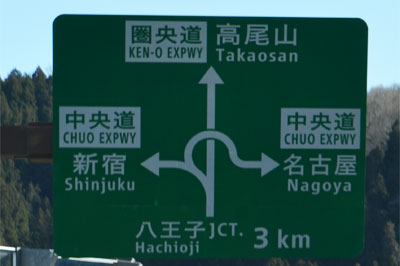 圏央道 高尾山
KEN-O EXPWY Takaosan
中央道
CHUO EXPWY
新宿
Shinjuku
中央道
CHUO EXPWY
名古屋
Nagoya
八王子JCT. 3 km
Hachioji